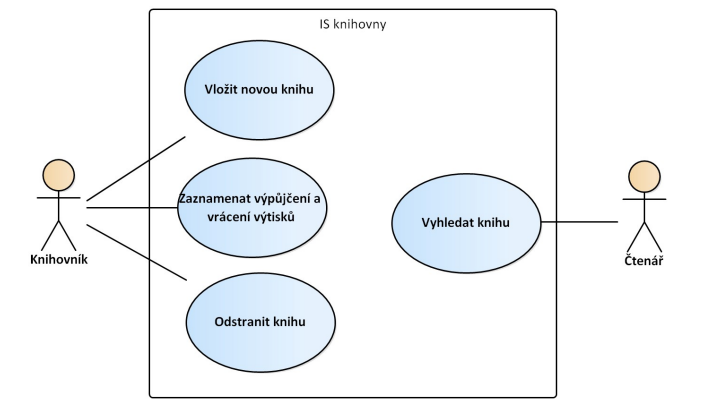 IS knihovny
Vložit novou knihu
Zaznamenat výpůjčení a
vrácení výtisků
Vyhledat knihu
Knihovník
Čtenář
Odstranit knihu